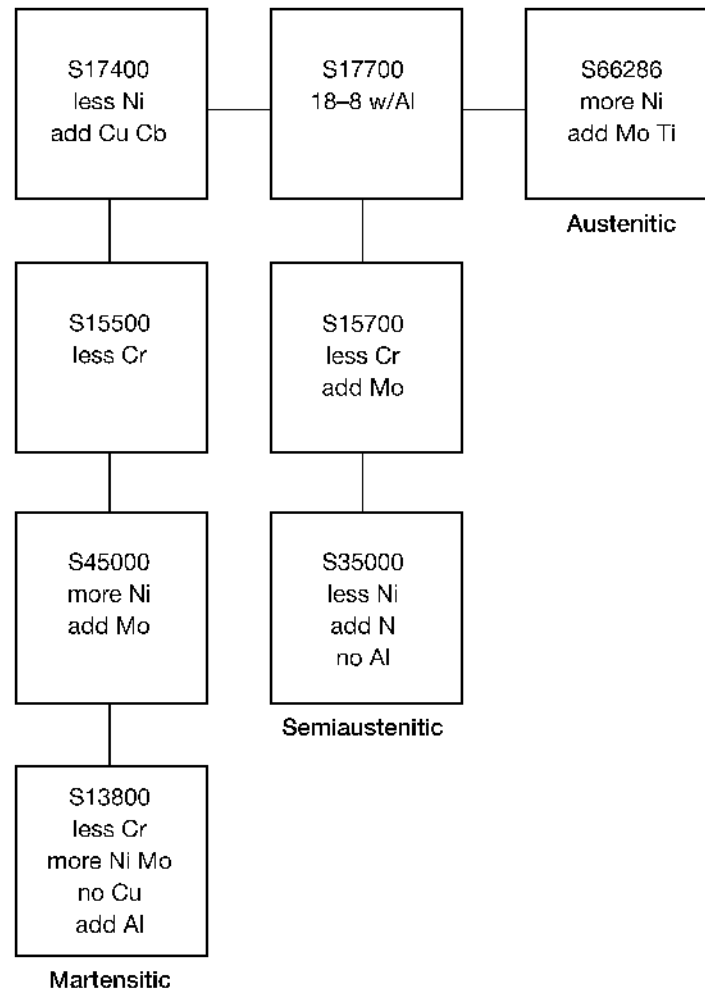 S17400
less Ni
add Cu Cb
S17700
18–8 w/Al
S66286
more Ni
add Mo Ti
Austenitic
S15500
less Cr
S15700
less Cr
add Mo
S45000
more Ni
add Mo
S35000
less Ni
add N
no Al
Semiaustenitic
S13800
less Cr
more Ni Mo
no Cu
add Al
Martensitic